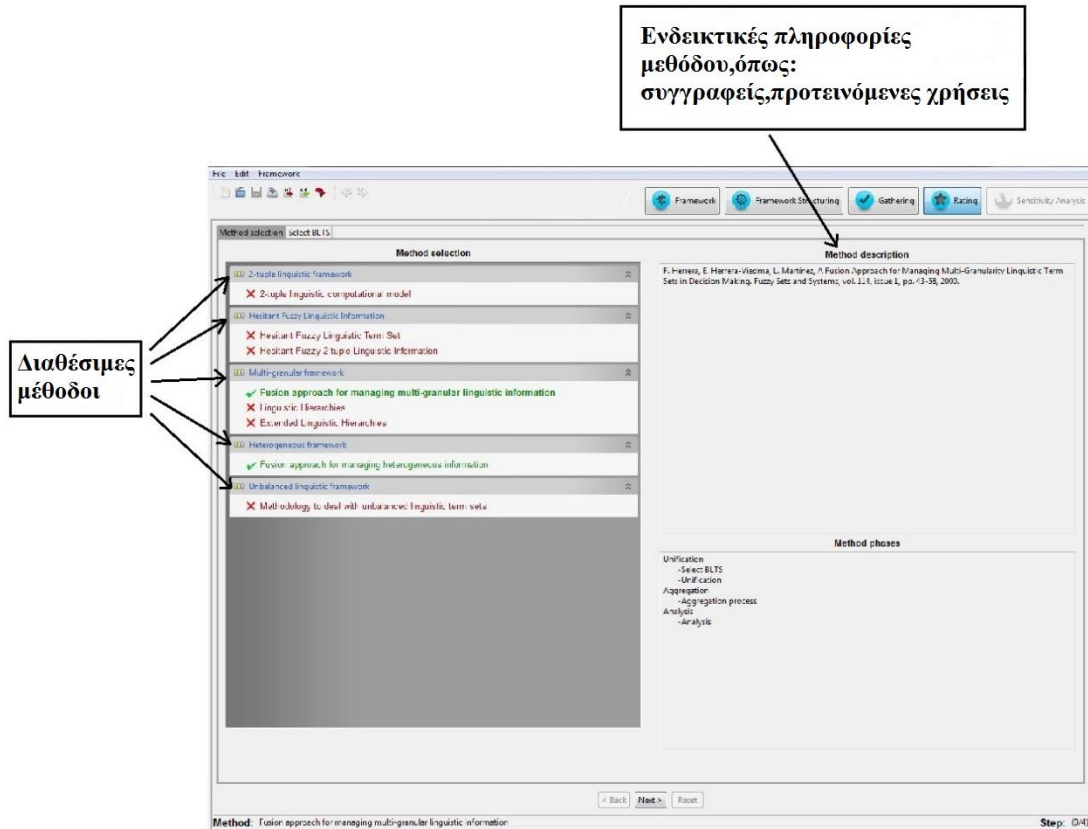 Ενδεικτικές πληροφορίες
μεθόδου,όπως:
συγγραφείς,προτεινόμενες χρήσεις
File Edit Framework
Framework Framework Structuring Gathering Rating Sensitivity Analysis
Method selection Select BLTS
Method selection
2-tuple linguistic framework
2-tuple linguistic computational model
Hesitant Fuzzy Linguistic Information
Hesitant Fuzzy Linguistic Term Set
Hesitant Fuzzy 2 tuple Linguistic Information
Multi-granular framework
Fusion approach for managing multi-granular linguistic information
Linguistic Hierarchies
Extended Linguistic Hierarchies
Heterogeneous framework
Fusion approach for managing heterogeneous information
Unbalanced linguistic framework
Methodology to deal with unbalanced linguistic term sets
Διαθέσιμες
μέθοδοι
Method description
F. Herrera, E. Herrera-Viedma, L. Martínez, A Fusion Approach for Managing Multi-Granularity Linguistic Term
Sets in Decision Making. Fuzzy Sets and Systems, vol. 114, issue 1, pp. 43-58, 2000.
Method phases
Unification
-Select BLTS
-Unification
Aggregation
-Aggregation process
Analysis
-Analysis
< Back Next > Reset
Method: Fusion approach for managing multi-granular linguistic information
Step: (0/4)